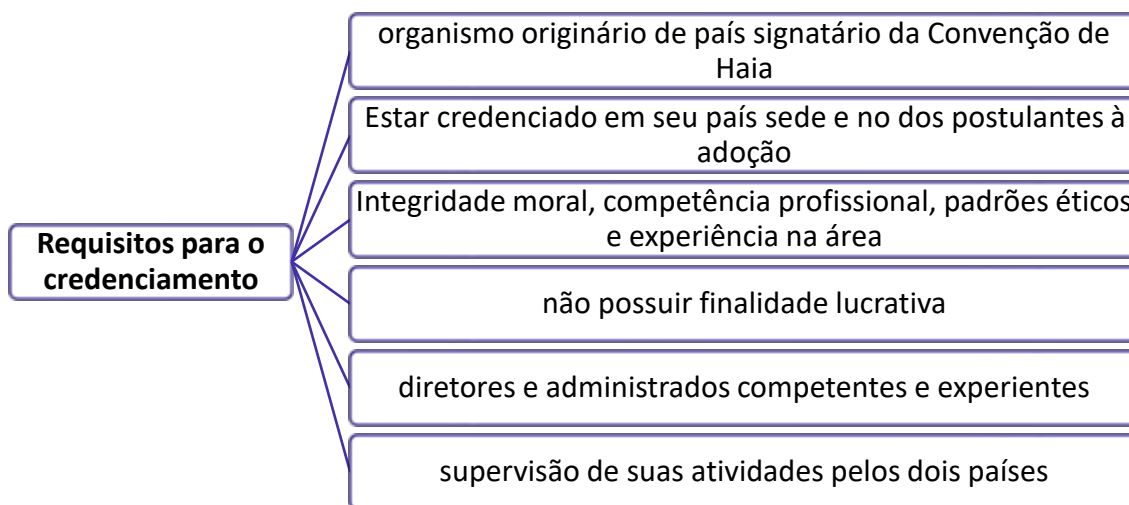 organismo originário de país signatário da Convenção de
Haia
Estar credenciado em seu país sede e no dos postulantes à
adoção
Integridade moral, competência profissional, padrões éticos
e experiência na área
Requisitos para o
credenciamento
não possuir finalidade lucrativa
diretores e administrados competentes e experientes
supervisão de suas atividades pelos dois países